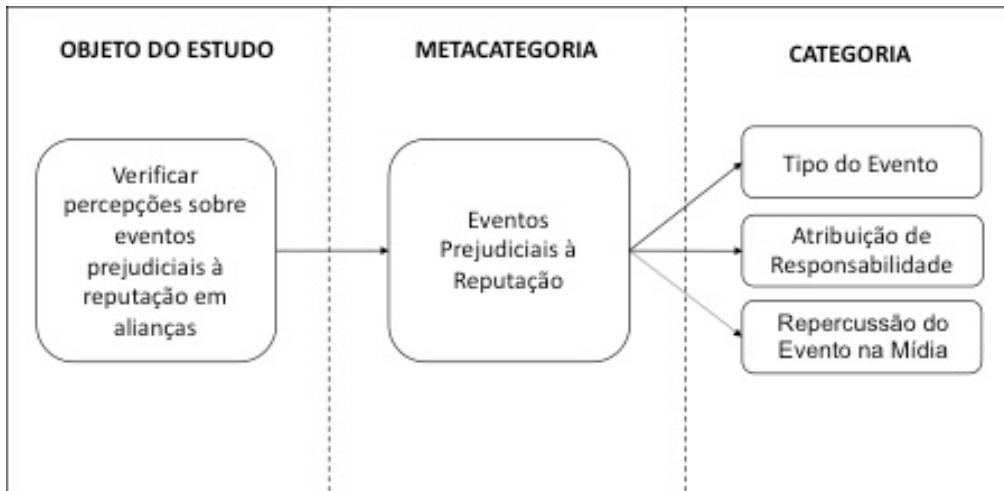 OBJETO DO ESTUDO
METACATEGORIA
CATEGORIA
Verificar
percepções sobre
eventos
prejudiciais à
reputação em
alianças
Eventos
Prejudiciais à
Reputação
Tipo do Evento
Atribuição de
Responsabilidade
Repercussão do
Evento na Mídia